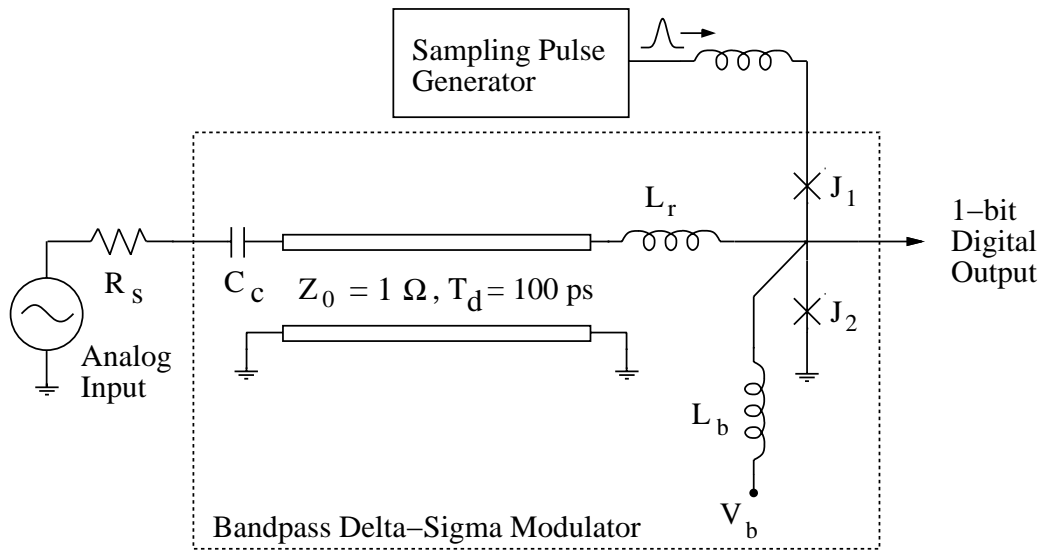 Sampling Pulse
Generator
J1
1−bit
Digital
Output
Lr
Rs
Cc
Z0 = 1 Ω, Td = 100 ps
J2
Analog
Input
Lb
Vb
Bandpass Delta−Sigma Modulator